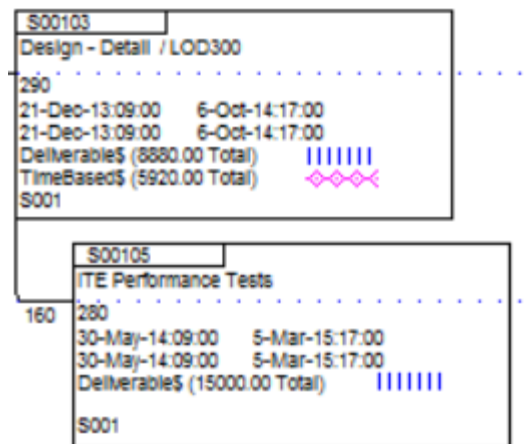 S00103
Design - Detail / LOD300
290
21-Dec-13:09:00 6-Oct-14:17:00
21-Dec-13:09:00 6-Oct-14:17:00
Deliverable$ (8880.00 Total)
TimeBased$ (5920.00 Total)
S001
S00105
ITE Performance Tests
160 280
30-May-14:09:00 5-Mar-15:17:00
30-May-14:09:00 5-Mar-15:17:00
Deliverable$ (15000.00 Total)
S001